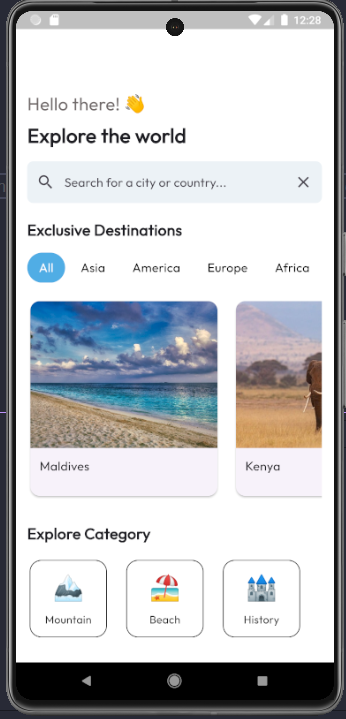 12:28
Hello there! 👋
Explore the world
Search for a city or country...
Exclusive Destinations
All Asia America Europe Africa
Maldives Kenya
Explore Category
Mountain Beach History